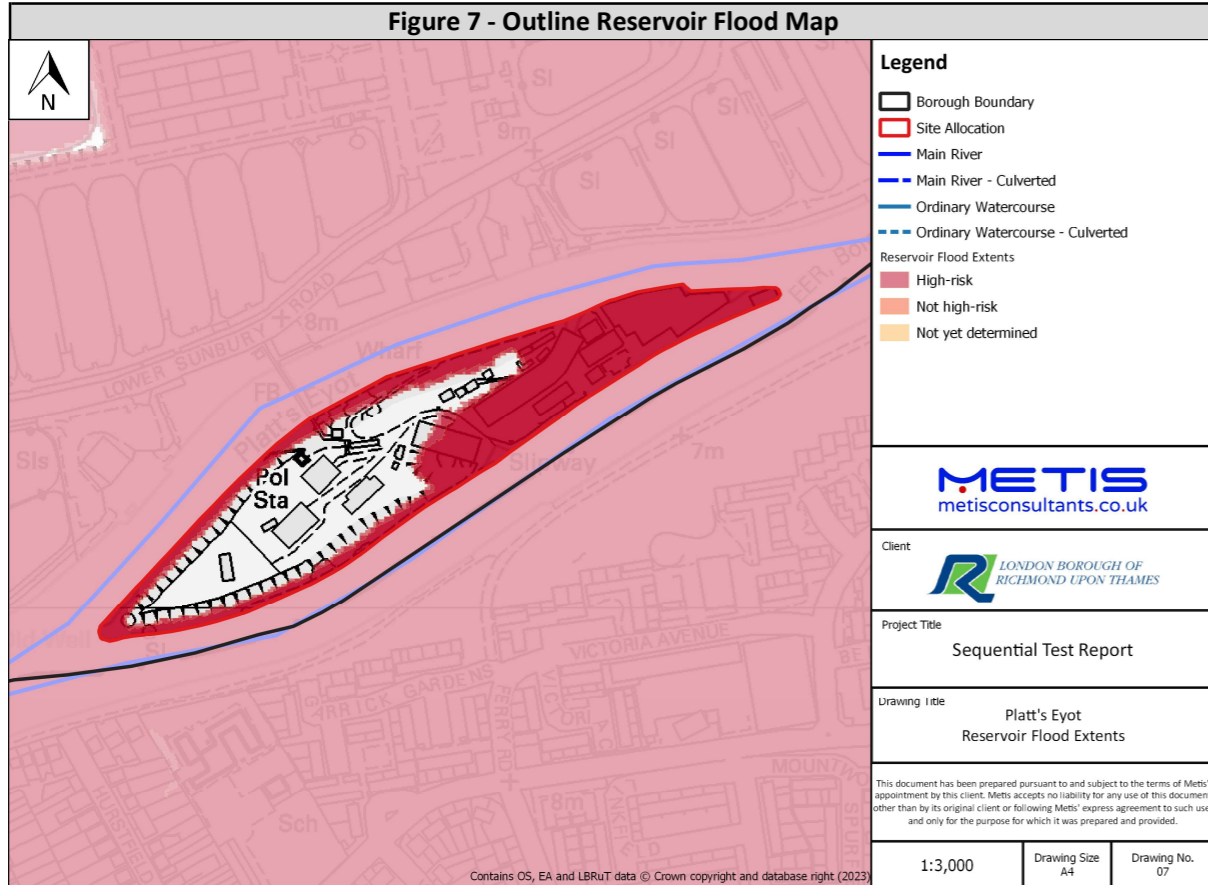 Figure 7 - Outline Reservoir Flood Map
N
SI
SI
9m
SI
SI
LOWER SUNBURY ROAD
8m
Wharf
FB
Platt's Eyot
Sls
Pol
Sta
Slipway
7m
SL
VICTORIA AVENUE
FERRY RD
8m
Sch
Contains OS, EA and LBRuT data © Crown copyright and database right (2023)
Legend
Borough Boundary
Site Allocation
Main River
Main River - Culverted
Ordinary Watercourse
Ordinary Watercourse - Culverted
Reservoir Flood Extents
High-risk
Not high-risk
Not yet determined
METIS
metisconsultants.co.uk
Client
LONDON BOROUGH OF
RICHMOND UPON THAMES
Project Title
Sequential Test Report
Drawing Title
Platt's Eyot
Reservoir Flood Extents
This document has been prepared pursuant to and subject to the terms of Metis'
appointment by this client. Metis accepts no liability for any use of this document
other than by its original client or following Metis' express agreement to such use
and only for the purpose for which it was prepared and provided.
1:3,000
Drawing Size
A4
Drawing No.
07